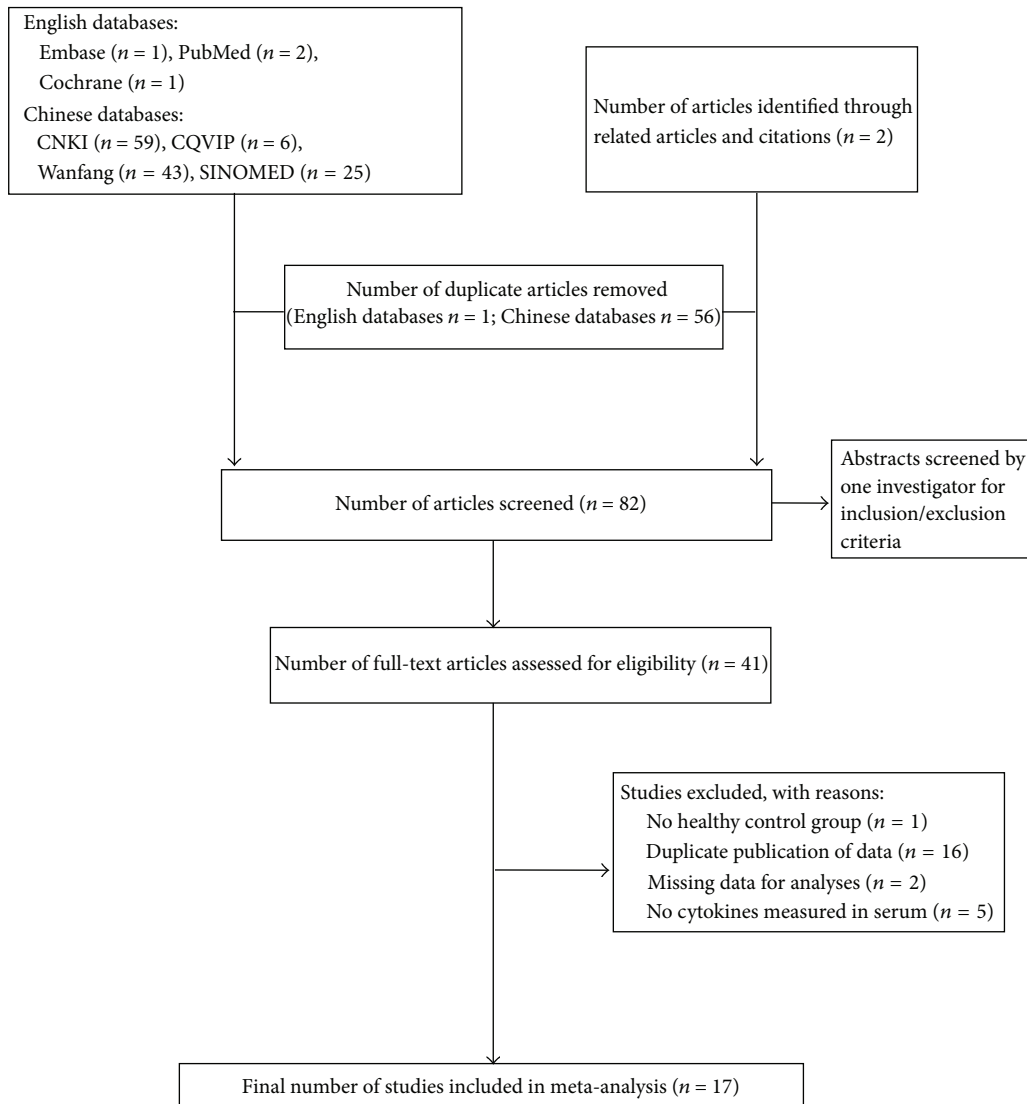 English databases:
Embase (n = 1), PubMed (n = 2),
Cochrane (n = 1)
Chinese databases:
CNKI (n = 59), CQVIP (n = 6),
Wanfang (n = 43), SINOMED (n = 25)
Number of articles identified through
related articles and citations (n = 2)
Number of duplicate articles removed
(English databases n = 1; Chinese databases n = 56)
Number of articles screened (n = 82)
Abstracts screened by
one investigator for
inclusion/exclusion
criteria
Number of full-text articles assessed for eligibility (n = 41)
Studies excluded, with reasons:
No healthy control group (n = 1)
Duplicate publication of data (n = 16)
Missing data for analyses (n = 2)
No cytokines measured in serum (n = 5)
Final number of studies included in meta-analysis (n = 17)